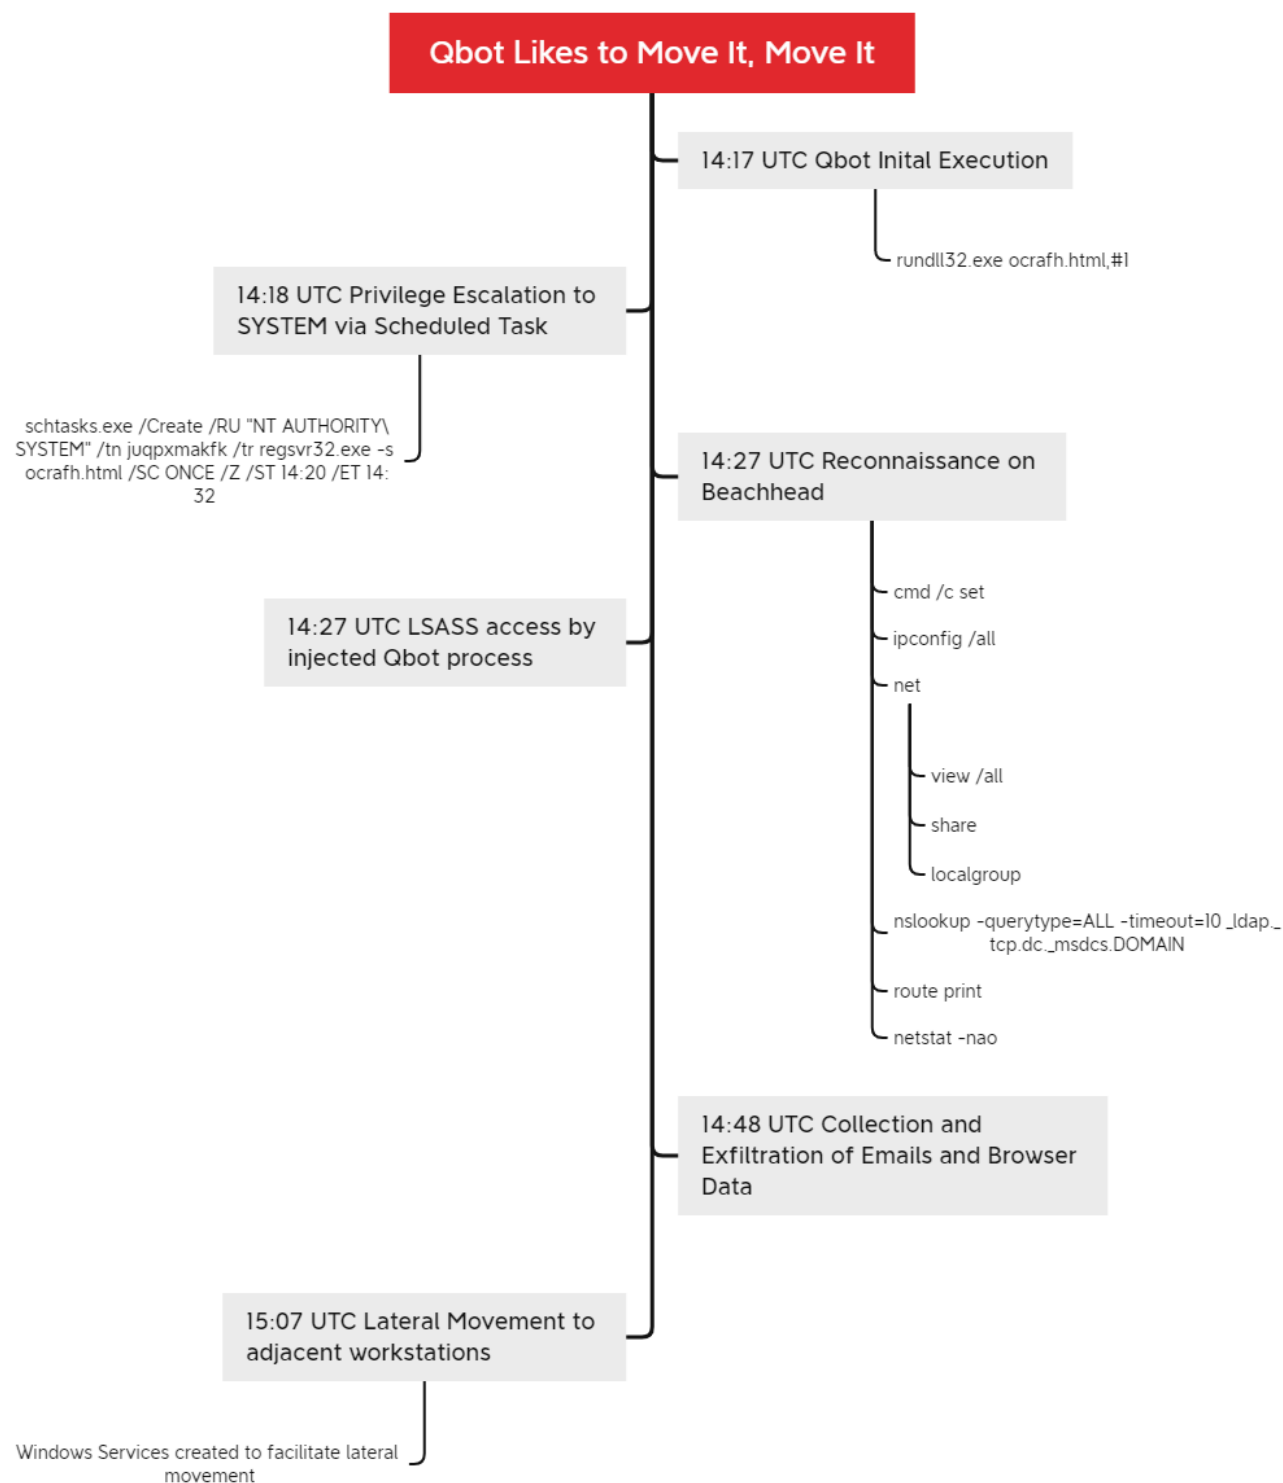 Qbot Likes to Move It, Move It
14:17 UTC Qbot Inital Execution
rundll32.exe ocrafh.html,#1
14:18 UTC Privilege Escalation to
SYSTEM via Scheduled Task
schtasks.exe /Create /RU "NT AUTHORITY\
SYSTEM" /tn juqpxmakfk /tr regsvr32.exe -s
ocrafh.html /SC ONCE /Z /ST 14:20 /ET 14:
32
14:27 UTC Reconnaissance on
Beachhead
cmd /c set
ipconfig /all
net
view /all
share
localgroup
nslookup -querytype=ALL -timeout=10 _ldap._
tcp.dc._msdcs.DOMAIN
route print
netstat -nao
14:27 UTC LSASS access by
injected Qbot process
14:48 UTC Collection and
Exfiltration of Emails and Browser
Data
15:07 UTC Lateral Movement to
adjacent workstations
Windows Services created to facilitate lateral
movement